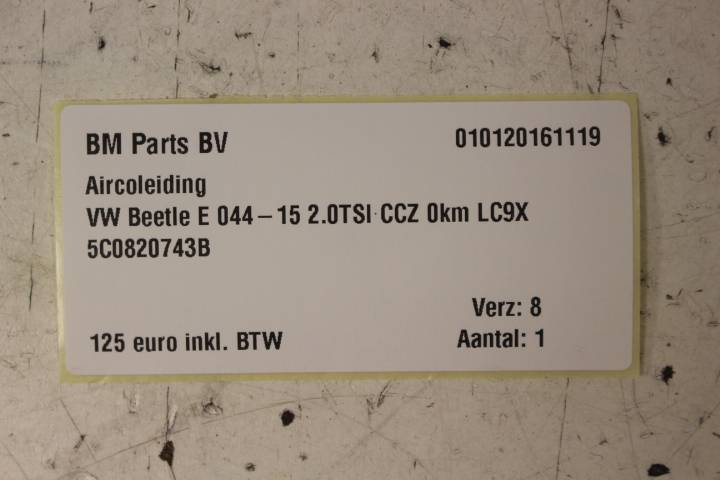 BM Parts BV 010120161119
Aircoleiding
VW Beetle E 044 – 15 2.0TSI CCZ 0km LC9X
5C0820743B
Verz: 8
125 euro inkl. BTW Aantal: 1